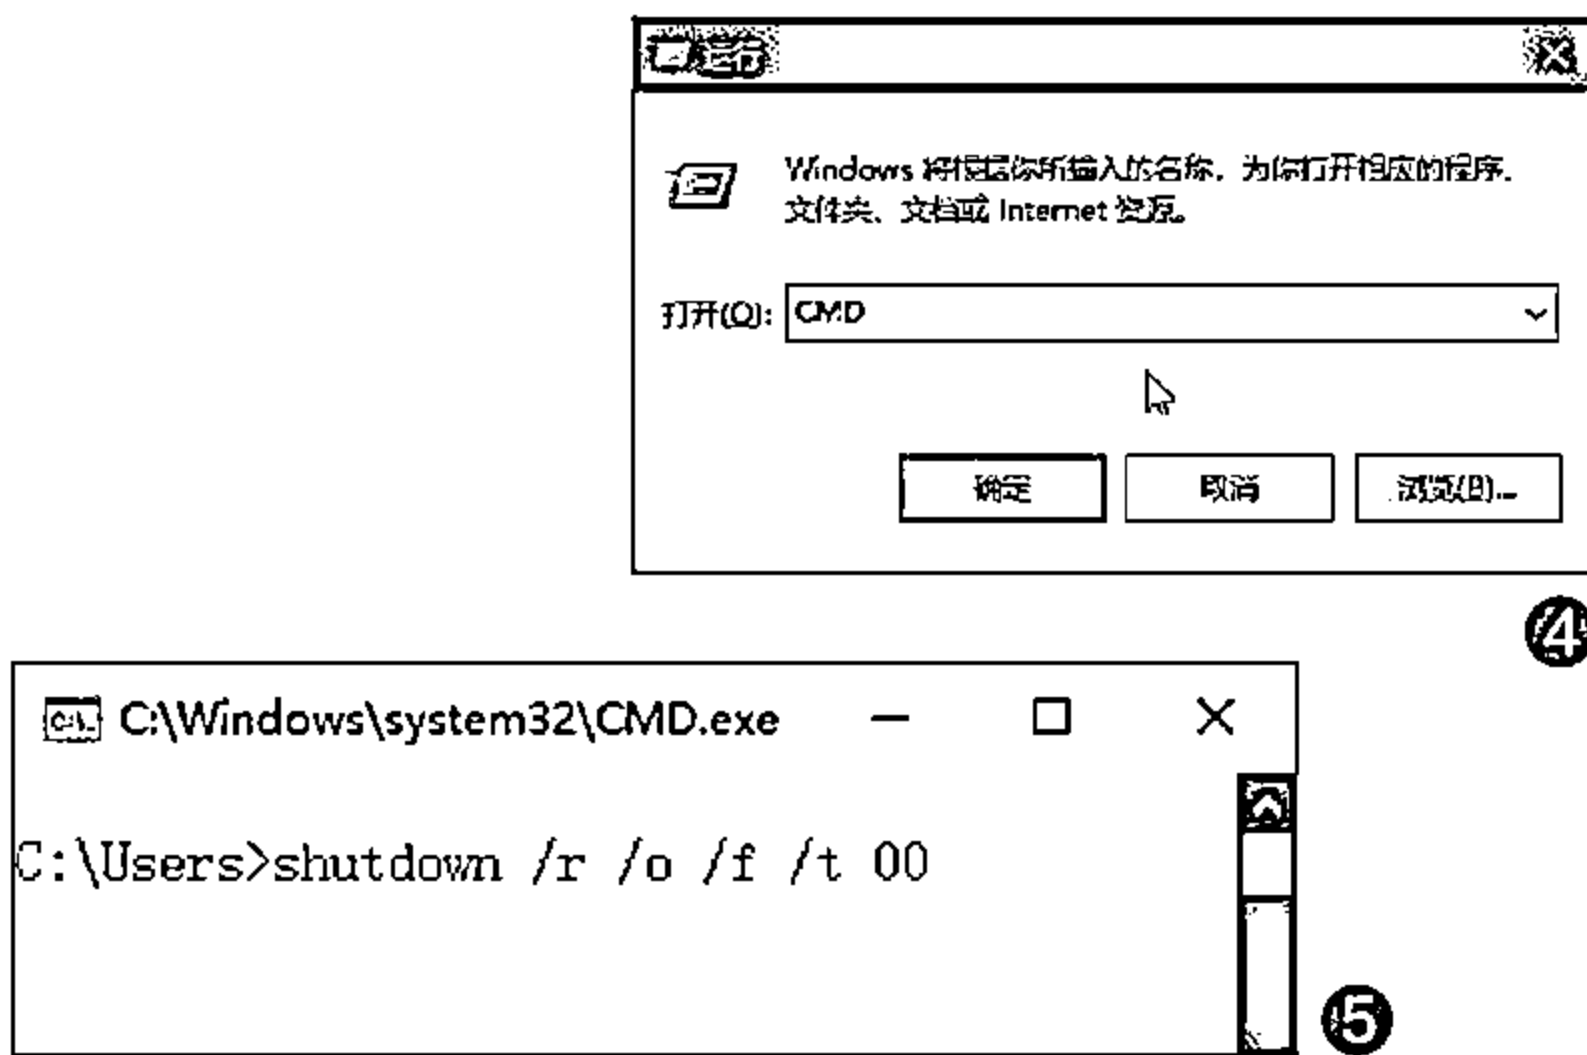 运行
Windows 将根据你所输入的名称，为你打开相应的程序、
文件夹、文档或 Internet 资源。
打开(O): CMD
确定 取消 浏览(B)...
4
C:\Windows\system32\CMD.exe
C:\Users>shutdown /r /o /f /t 00
5